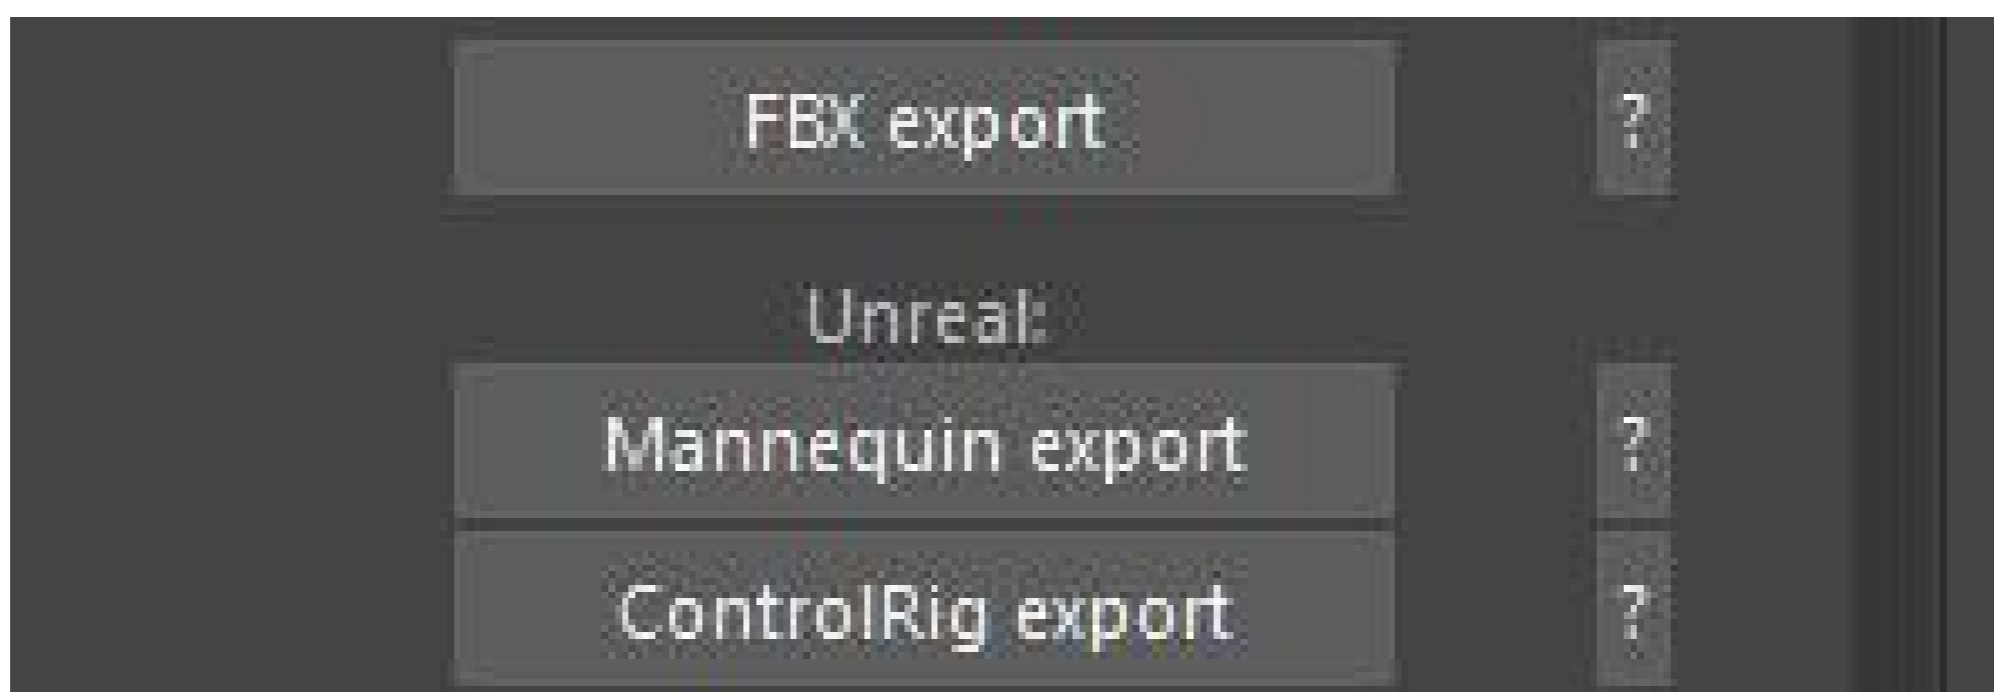 FBX export ?
Unreal:
Mannequin export ?
ControlRig export ?